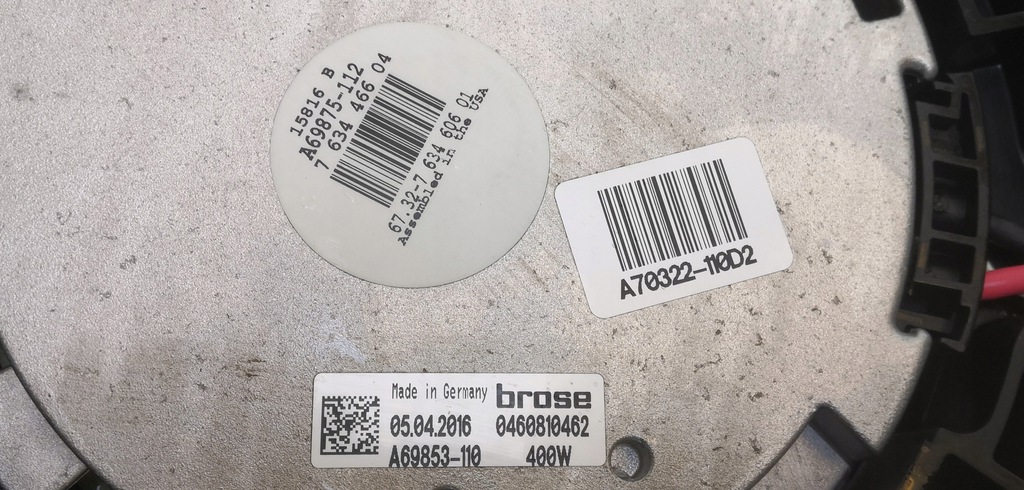 15816 B
A69875-112
7 634 466 04
67.32-7 634 606 01
Assembled in the USA
A70322-110D2
Made in Germany brose
05.04.2016 0460810462
A69853-110 400W